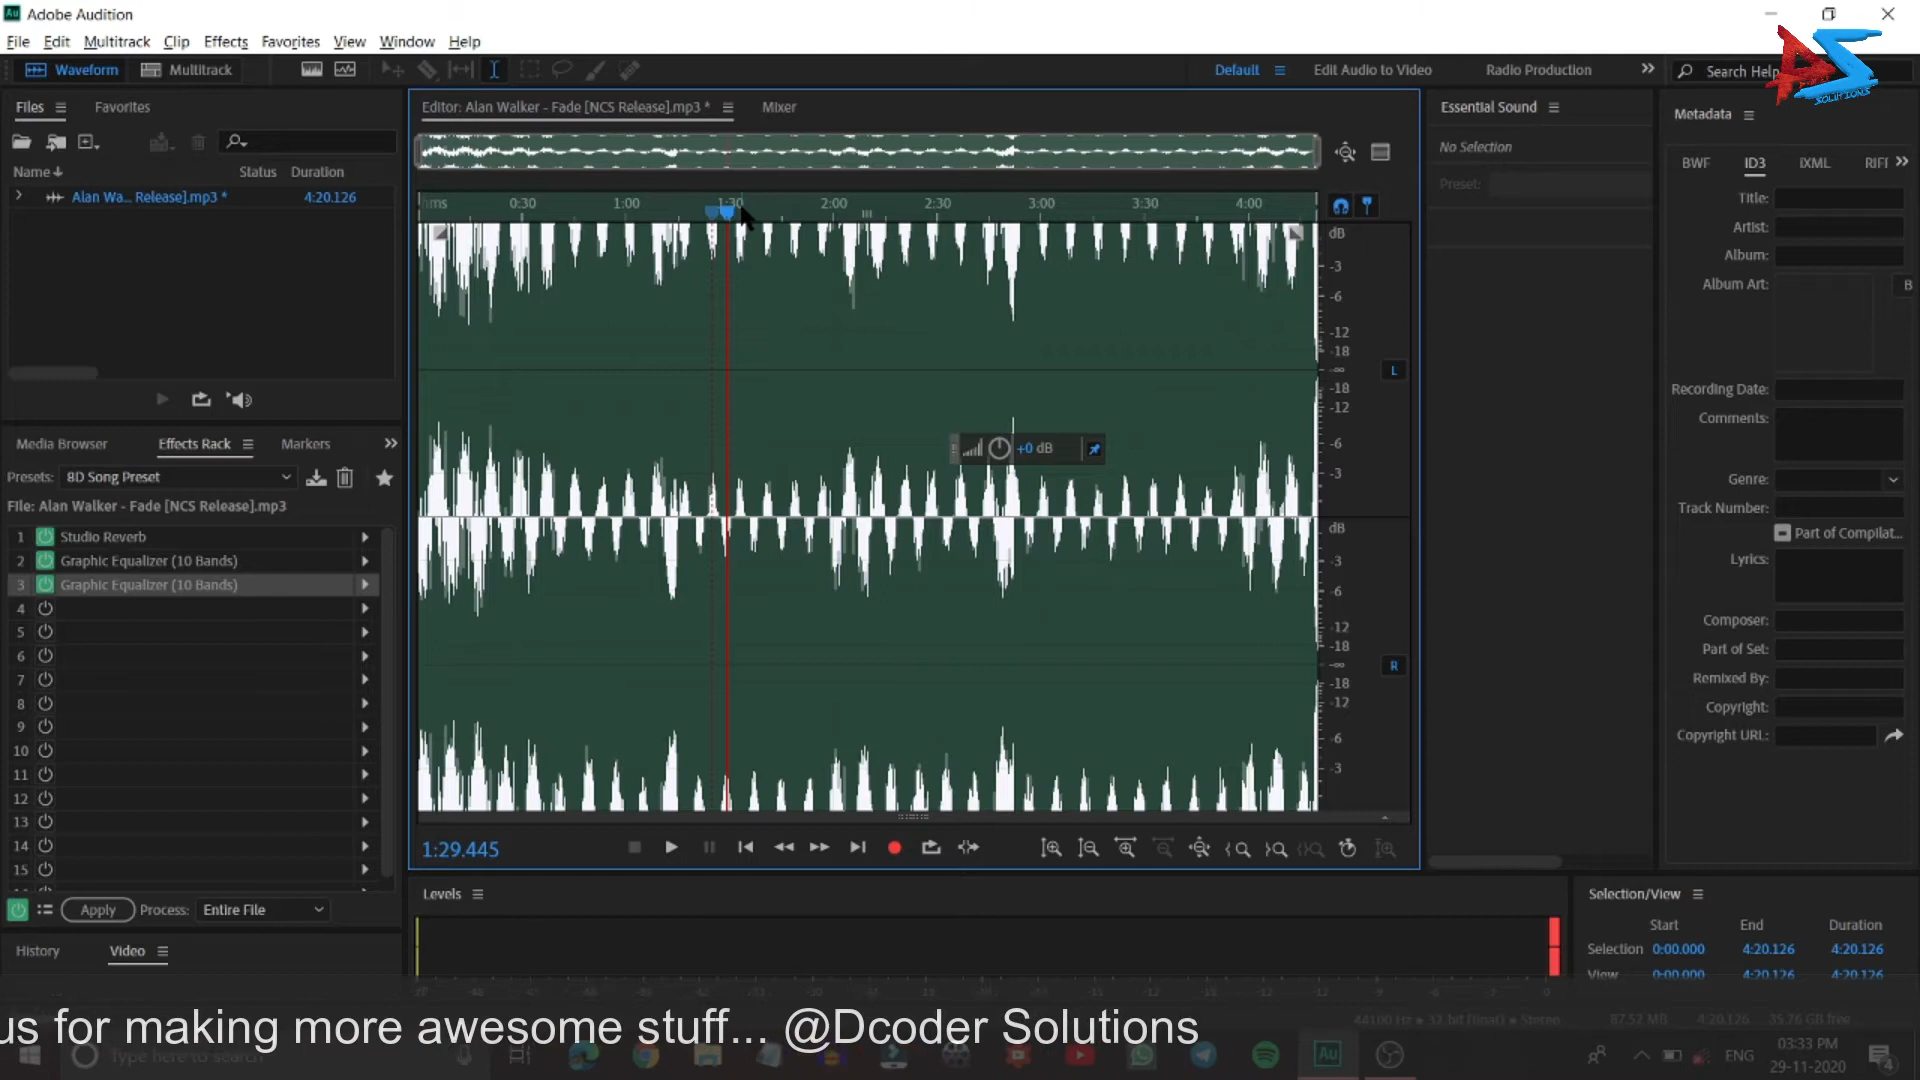 Adobe Audition
File Edit Multitrack Clip Effects Favorites View Window Help
Waveform Multitrack Default Edit Audio to Video Radio Production Search Help
SOLUTIONS
Files Favorites
Name Status Duration
Alan Wa... Release].mp3 * 4:20.126
Media Browser Effects Rack Markers
Presets: 8D Song Preset
File: Alan Walker - Fade [NCS Release].mp3
1 Studio Reverb
2 Graphic Equalizer (10 Bands)
3 Graphic Equalizer (10 Bands)
4
5
6
7
8
9
10
11
12
13
14
15
Apply Process: Entire File
History Video
Editor: Alan Walker - Fade [NCS Release].mp3 * Mixer
hms 0:30 1:00 1:30 2:00 2:30 3:00 3:30 4:00
dB
-3
-6
-12
-18
-∞
-18
-12
-6
-3
L
+0 dB
dB
-3
-6
-12
-18
-∞
-18
-12
-6
-3
R
1:29.445
Levels
Essential Sound
No Selection
Preset:
Metadata
BWF ID3 IXML RIFF
Title:
Artist:
Album:
Album Art:
Recording Date:
Comments:
Genre:
Track Number:
Part of Compilat...
Lyrics:
Composer:
Part of Set:
Remixed By:
Copyright:
Copyright URL:
Selection/View
Start End Duration
Selection 0:00.000 4:20.126 4:20.126
View 0:00.000 4:20.126 4:20.126
us for making more awesome stuff... @Dcoder Solutions
44100 Hz • 32-bit (float) • Stereo 87.52 MB 4:20.126 35.76 GB free
Type here to search
ENG
03:33 PM
29-11-2020